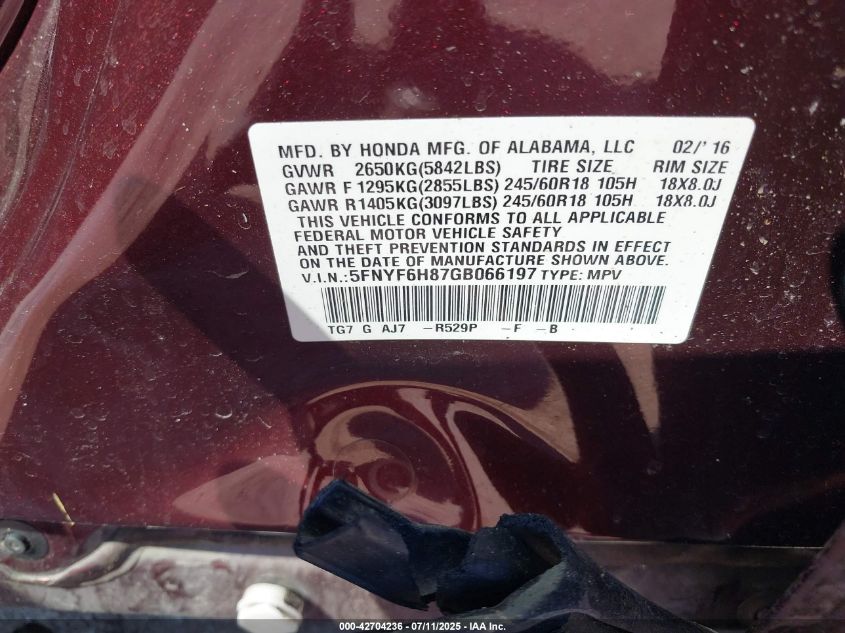 MFD. BY HONDA MFG. OF ALABAMA, LLC 02/' 16
GVWR 2650KG(5842LBS) TIRE SIZE RIM SIZE
GAWR F 1295KG(2855LBS) 245/60R18 105H 18X8.0J
GAWR R1405KG(3097LBS) 245/60R18 105H 18X8.0J
THIS VEHICLE CONFORMS TO ALL APPLICABLE
FEDERAL MOTOR VEHICLE SAFETY
AND THEFT PREVENTION STANDARDS IN EFFECT
ON THE DATE OF MANUFACTURE SHOWN ABOVE.
V.I.N.:5FNYF6H87GB066197 TYPE: MPV
TG7 G AJ7 -R529P -F -B
000-42704236 - 07/11/2025 - IAA Inc.